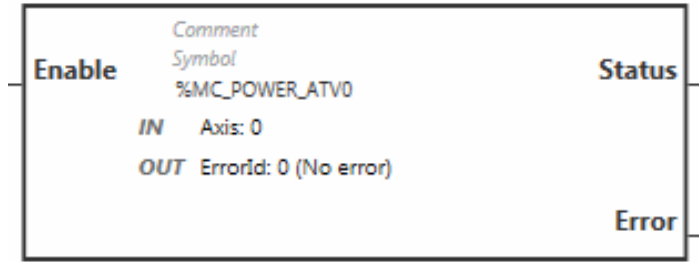 Comment
Enable
Symbol
Status
%MC_POWER_ATV0
IN Axis: 0
OUT ErrorId: 0 (No error)
Error